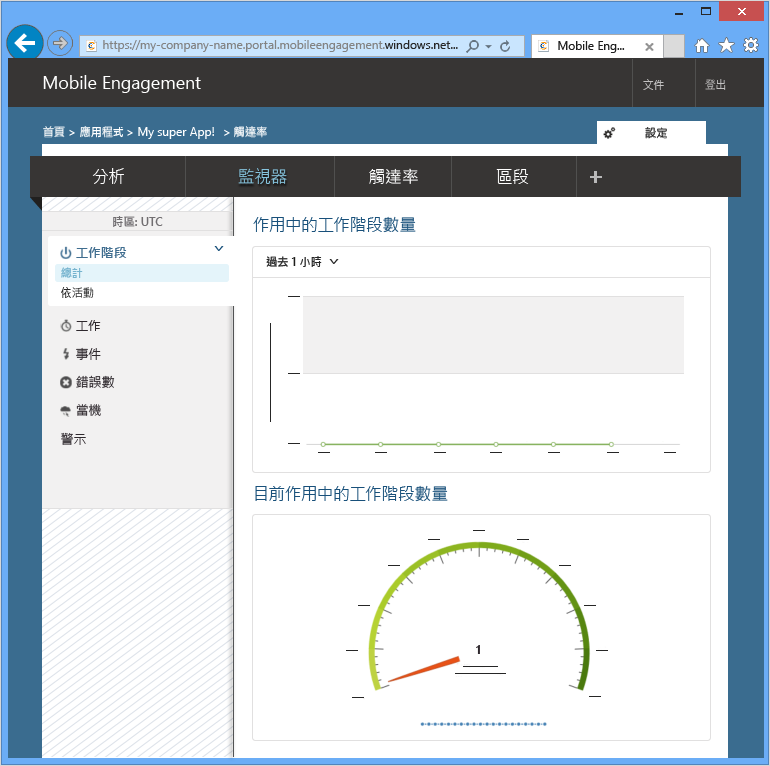 https://my-company-name.portal.mobileengagement.windows.net...
Mobile Eng...
Mobile Engagement
文件
登出
首頁 > 應用程式 > My super App! > 觸達率
設定
分析
監視器
觸達率
區段
+
時區: UTC
工作階段
總計
依活動
工作
事件
錯誤數
當機
警示
作用中的工作階段數量
過去 1 小時
目前作用中的工作階段數量
1